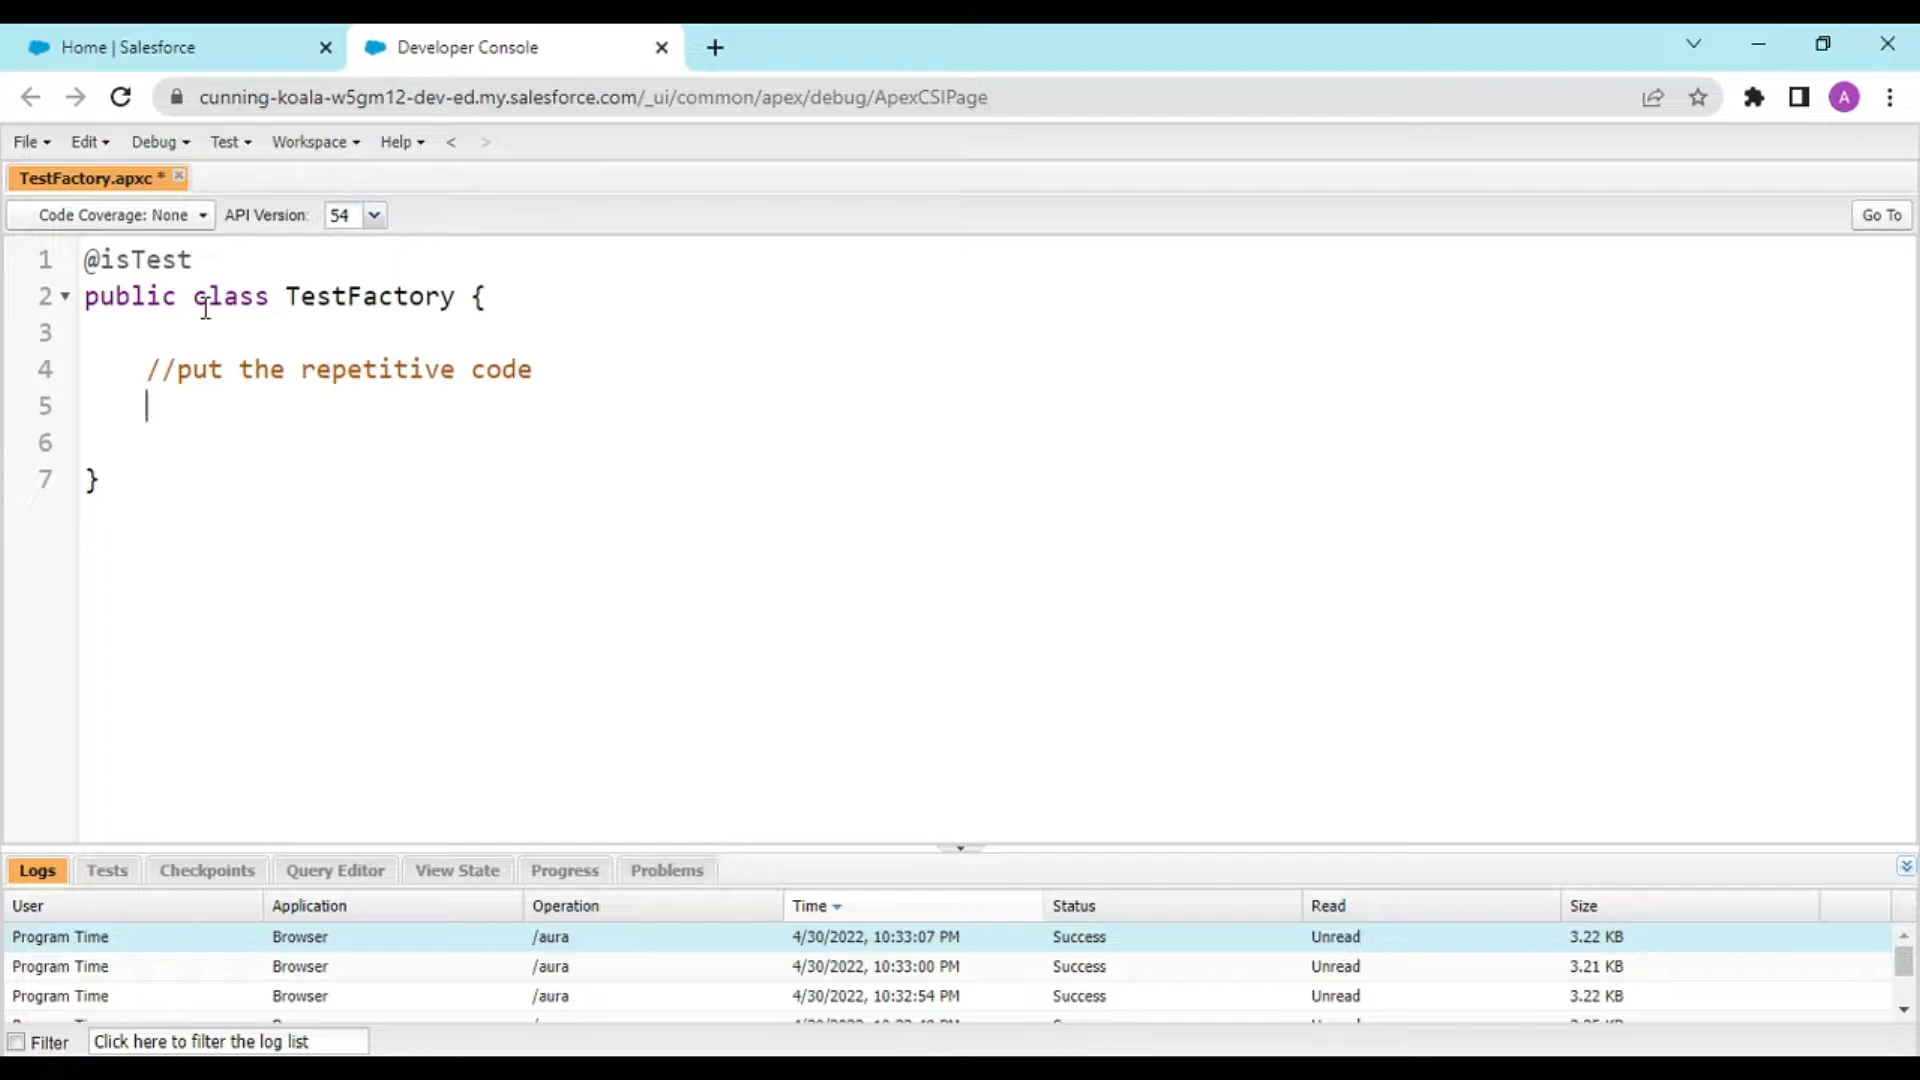 Home | Salesforce
Developer Console
cunning-koala-w5gm12-dev-ed.my.salesforce.com/_ui/common/apex/debug/ApexCSIPage
A
File Edit Debug Test Workspace Help < >
TestFactory.apxc *
Code Coverage: None API Version: 54 Go To
1 @isTest
2 public class TestFactory {
3
4 //put the repetitive code
5
6
7 }
Logs Tests Checkpoints Query Editor View State Progress Problems
User Application Operation Time Status Read Size
Program Time Browser /aura 4/30/2022, 10:33:07 PM Success Unread 3.22 KB
Program Time Browser /aura 4/30/2022, 10:33:00 PM Success Unread 3.21 KB
Program Time Browser /aura 4/30/2022, 10:32:54 PM Success Unread 3.22 KB
Filter Click here to filter the log list